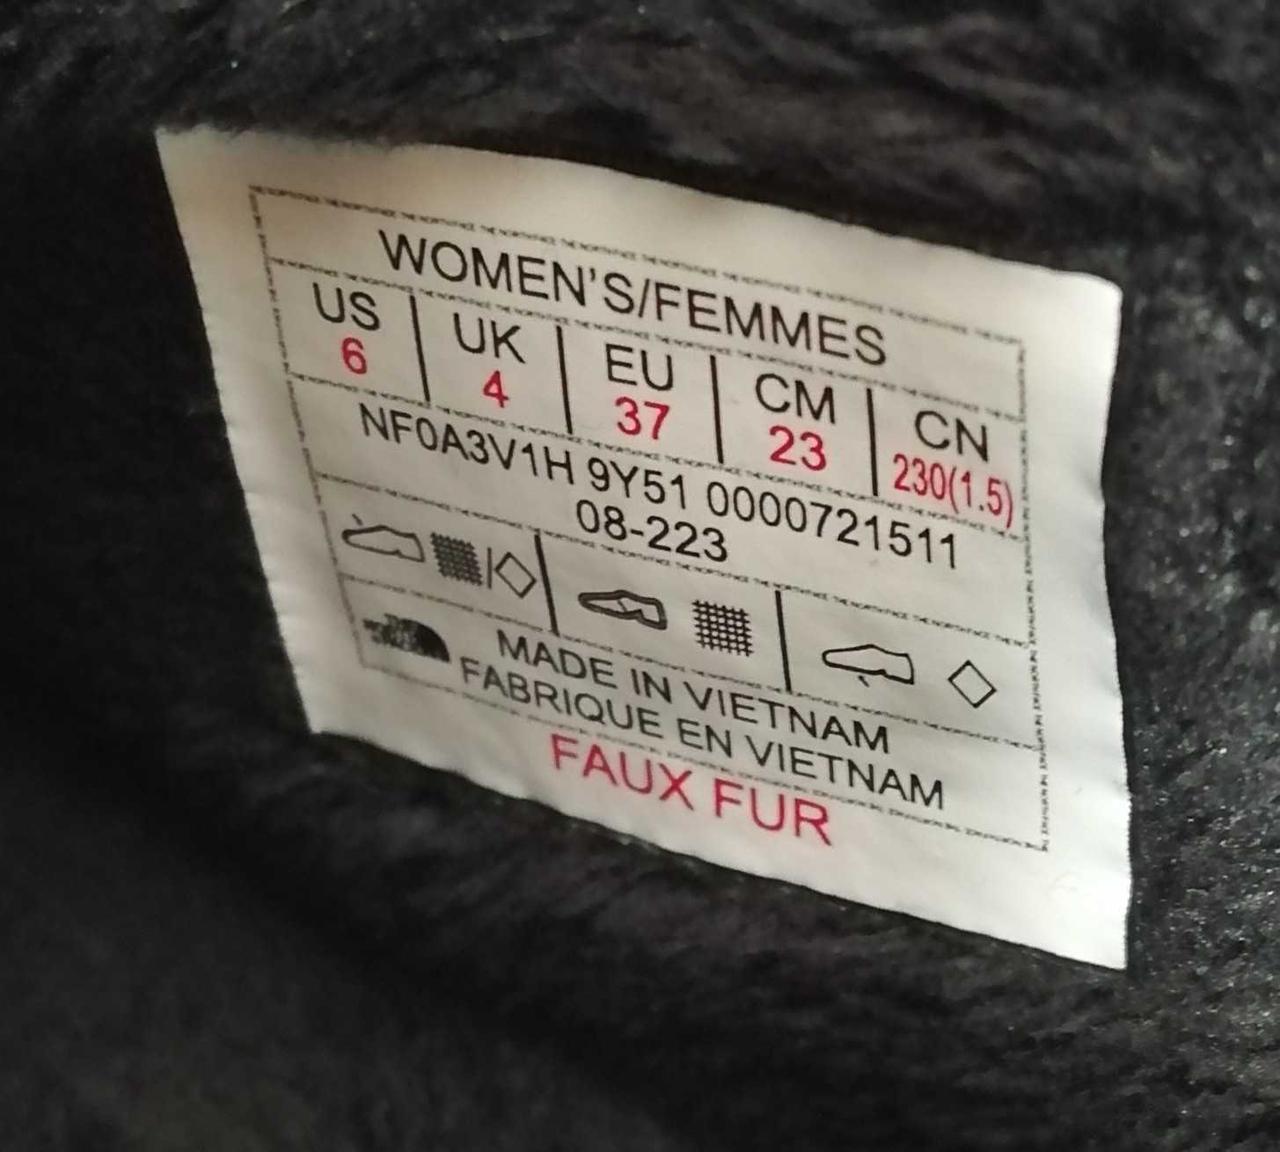 WOMEN'S/FEMMES
US UK EU CM CN
6 4 37 23 230(1.5)
NF0A3V1H 9Y51 0000721511
08-223
MADE IN VIETNAM
FABRIQUE EN VIETNAM
FAUX FUR